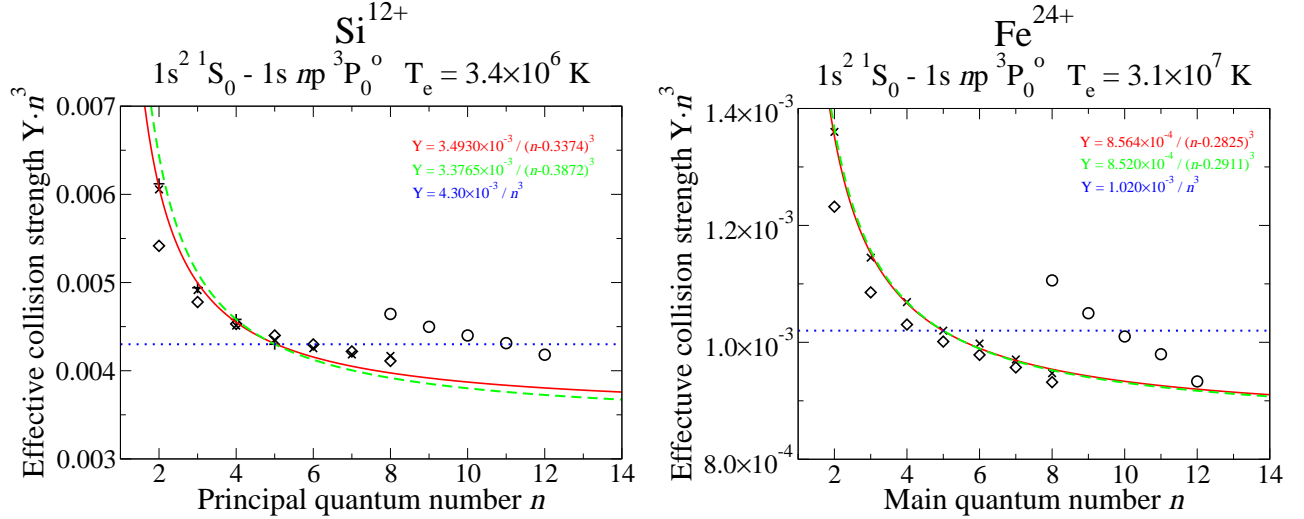 Si12+
1s2 1S0 - 1s np 3P0o Te = 3.4×106 K
Effective collision strength Υ·n3
0.007
0.006
0.005
0.004
0.003
Υ = 3.4930×10-3 / (n-0.3374)3
Υ = 3.3765×10-3 / (n-0.3872)3
Υ = 4.30×10-3 / n3
2 4 6 8 10 12 14
Principal quantum number n
Fe24+
1s2 1S0 - 1s np 3P0o Te = 3.1×107 K
Effectuve collision strength Υ·n3
1.4×10-3
1.2×10-3
1.0×10-3
8.0×10-4
Υ = 8.564×10-4 / (n-0.2825)3
Υ = 8.520×10-4 / (n-0.2911)3
Υ = 1.020×10-3 / n3
2 4 6 8 10 12 14
Main quantum number n